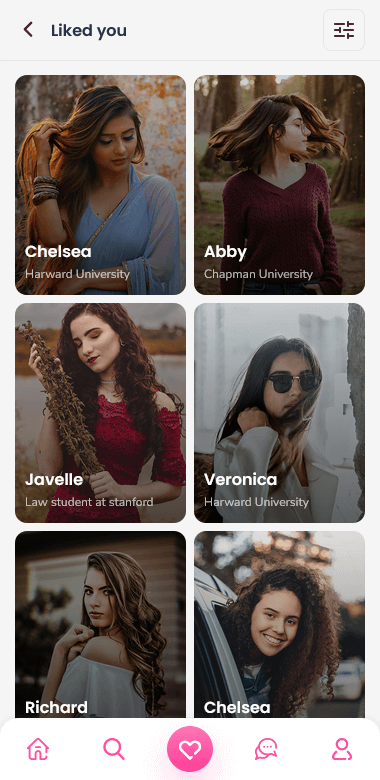 Liked you
Chelsea
Harward University
Abby
Chapman University
Javelle
Law student at stanford
Veronica
Harward University
Richard
Chelsea